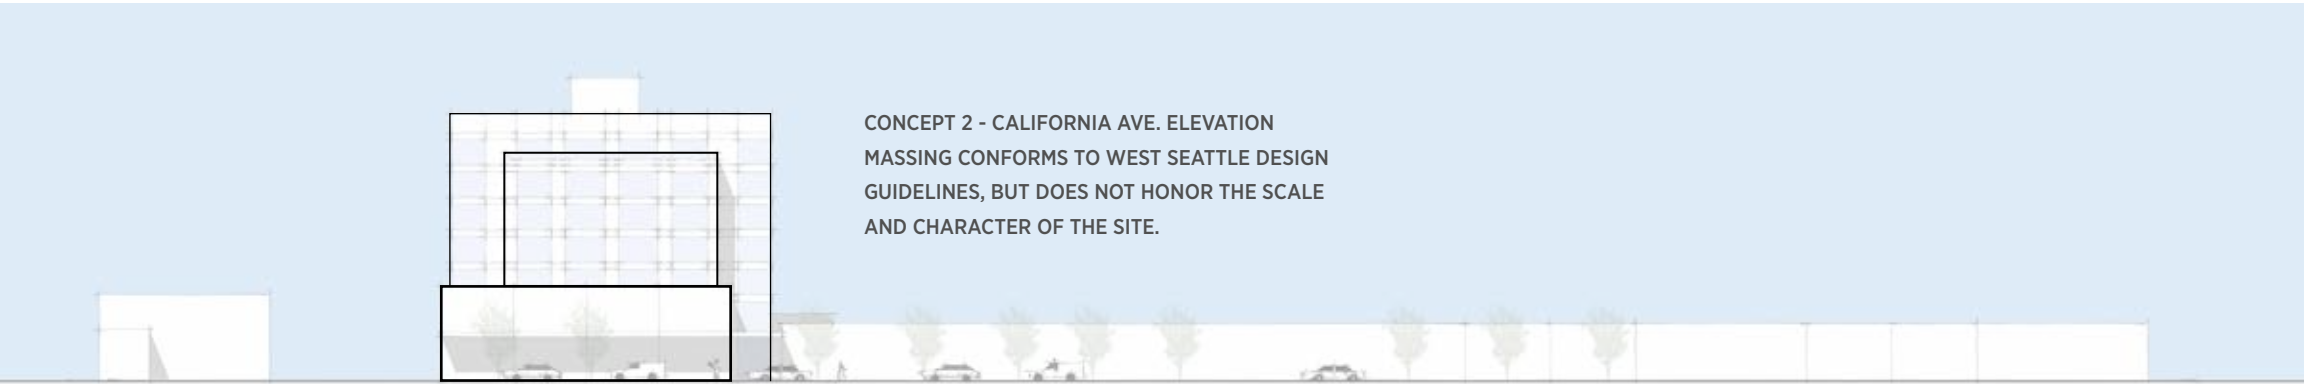 CONCEPT 2 - CALIFORNIA AVE. ELEVATION
MASSING CONFORMS TO WEST SEATTLE DESIGN
GUIDELINES, BUT DOES NOT HONOR THE SCALE
AND CHARACTER OF THE SITE.